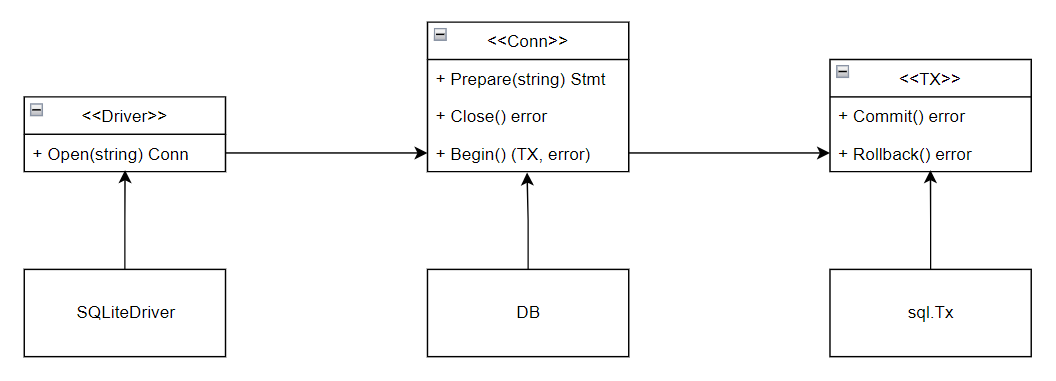 <<Driver>>
+ Open(string) Conn
<<Conn>>
+ Prepare(string) Stmt
+ Close() error
+ Begin() (TX, error)
<<TX>>
+ Commit() error
+ Rollback() error
SQLiteDriver
DB
sql.Tx